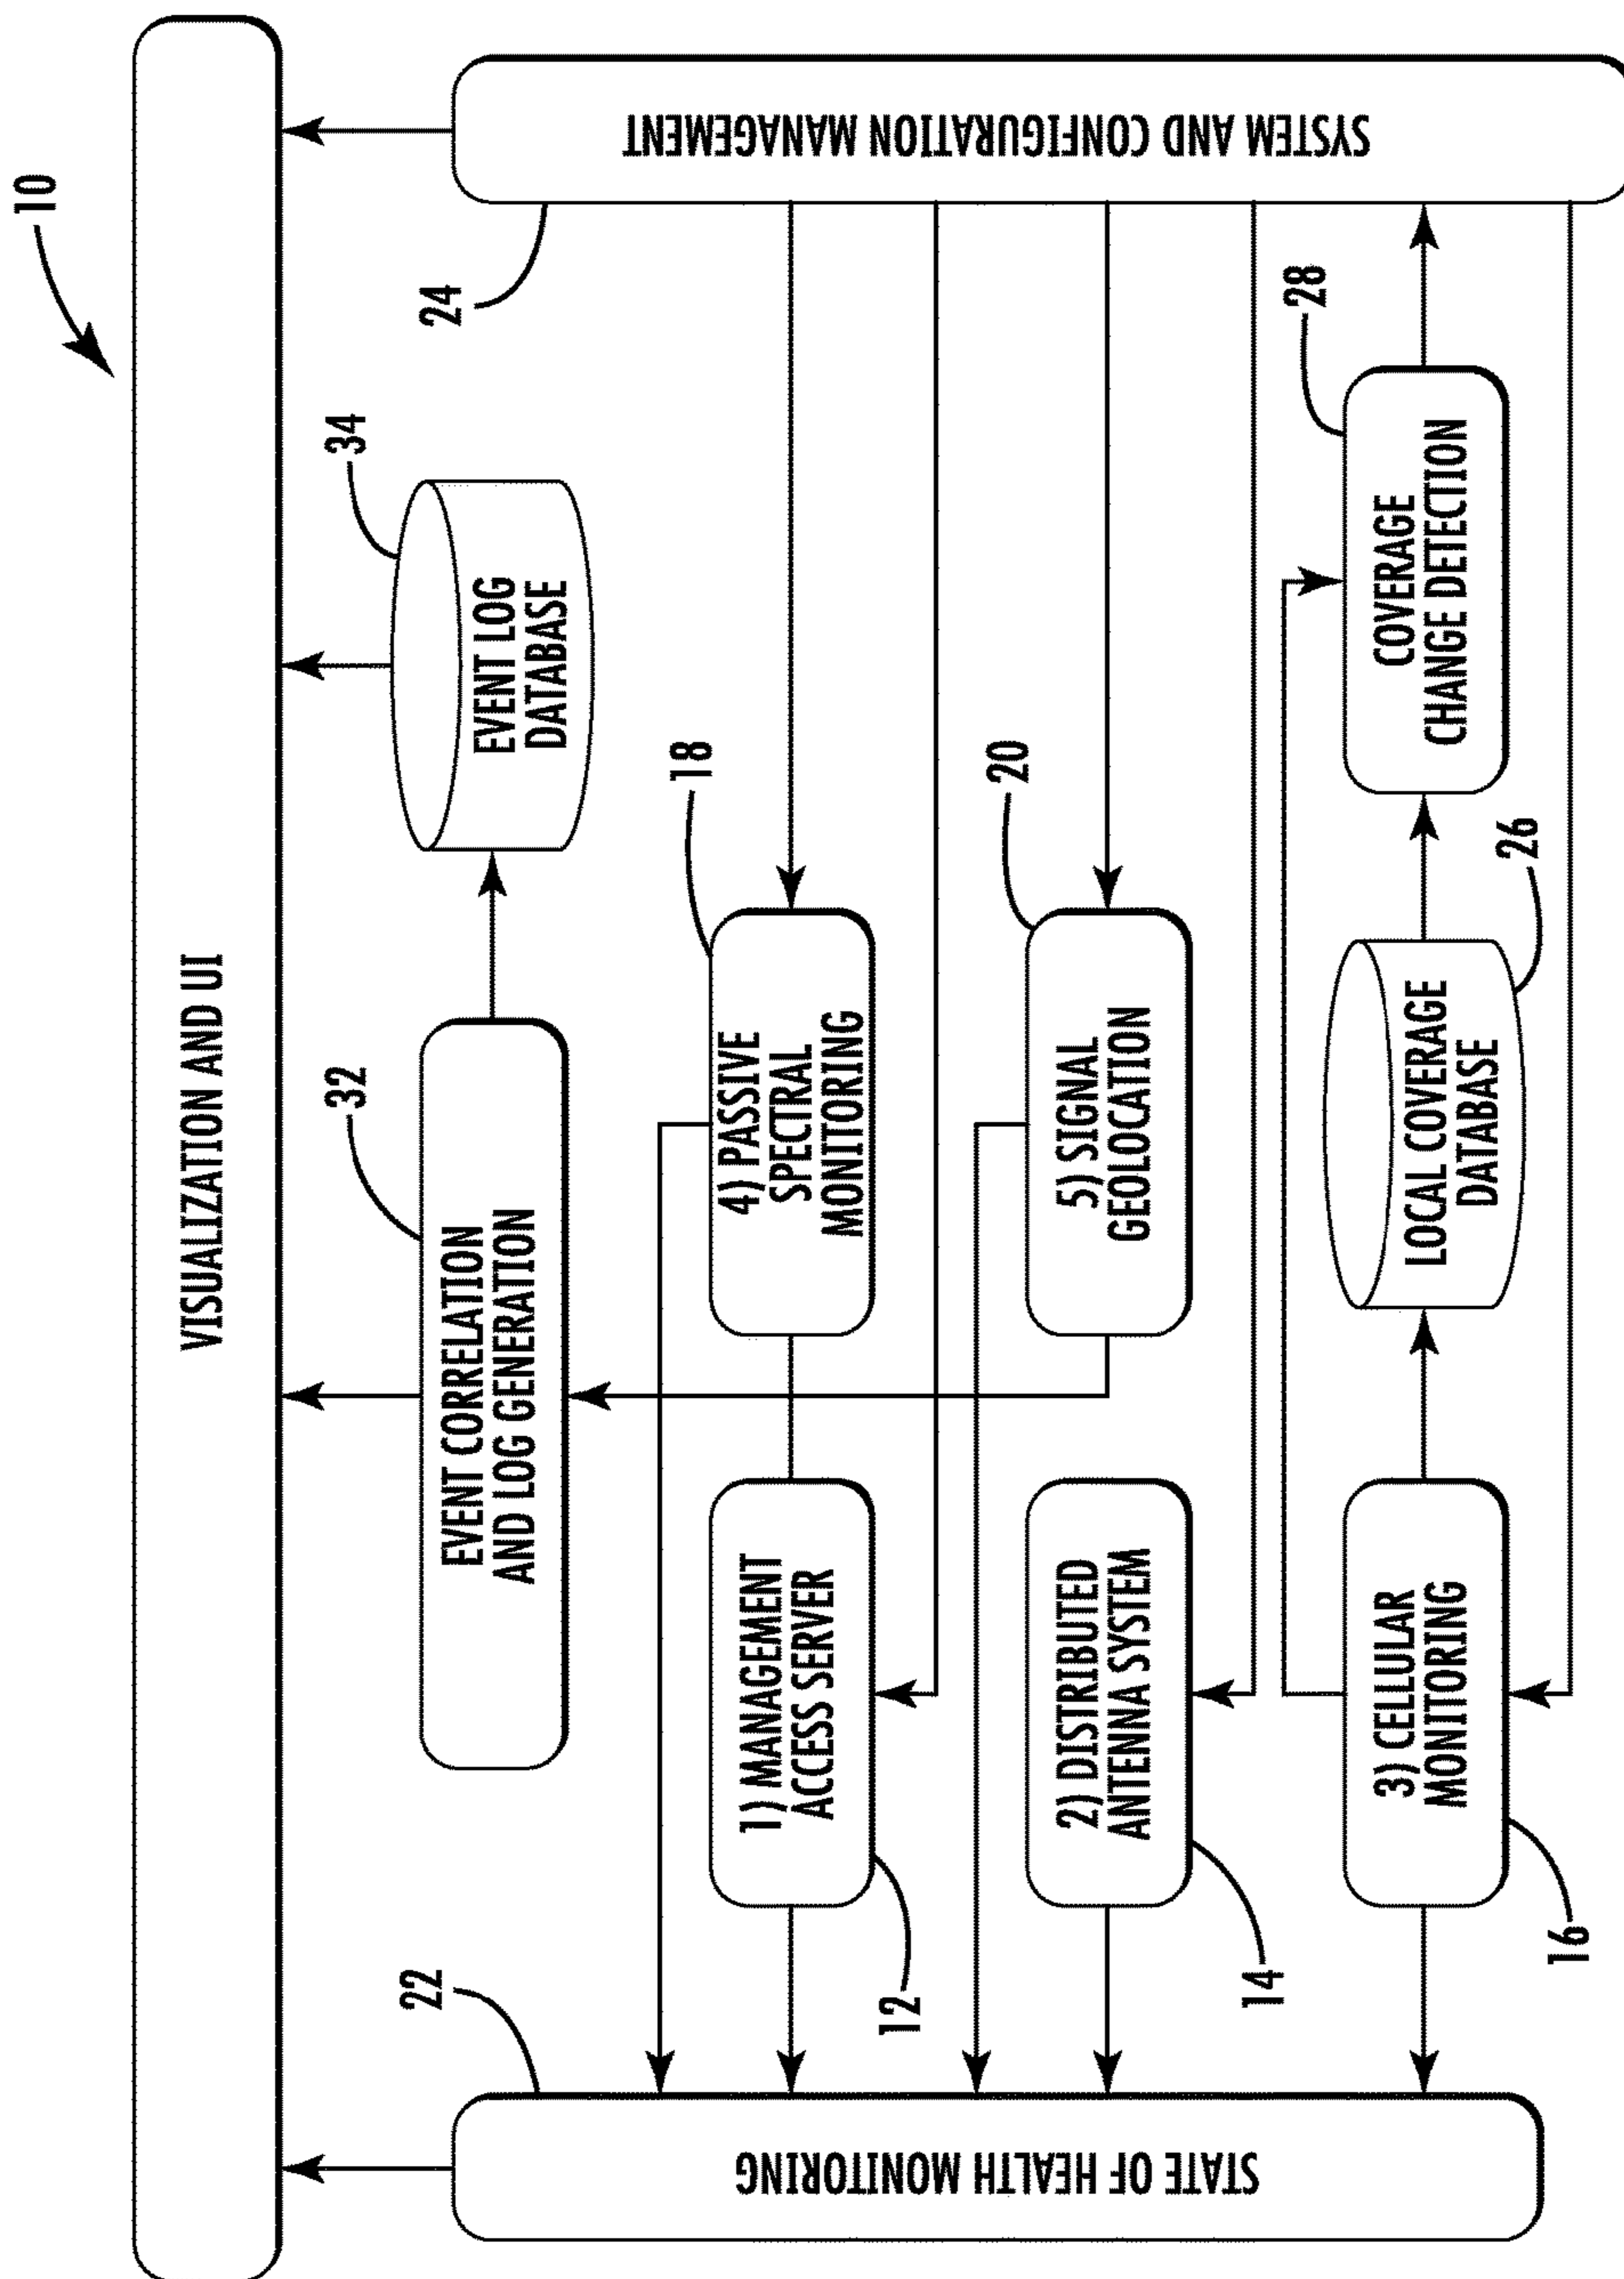 10
VISUALIZATION AND UI
32
34
EVENT CORRELATION
AND LOG GENERATION
EVENT LOG
DATABASE
22
24
STATE OF HEALTH MONITORING
SYSTEM AND CONFIGURATION MANAGEMENT
18
1) MANAGEMENT
ACCESS SERVER
4) PASSIVE
SPECTRAL
MONITORING
12
20
2) DISTRIBUTED
ANTENNA SYSTEM
5) SIGNAL
GEOLOCATION
14
28
3) CELLULAR
MONITORING
LOCAL COVERAGE
DATABASE
COVERAGE
CHANGE DETECTION
16
26